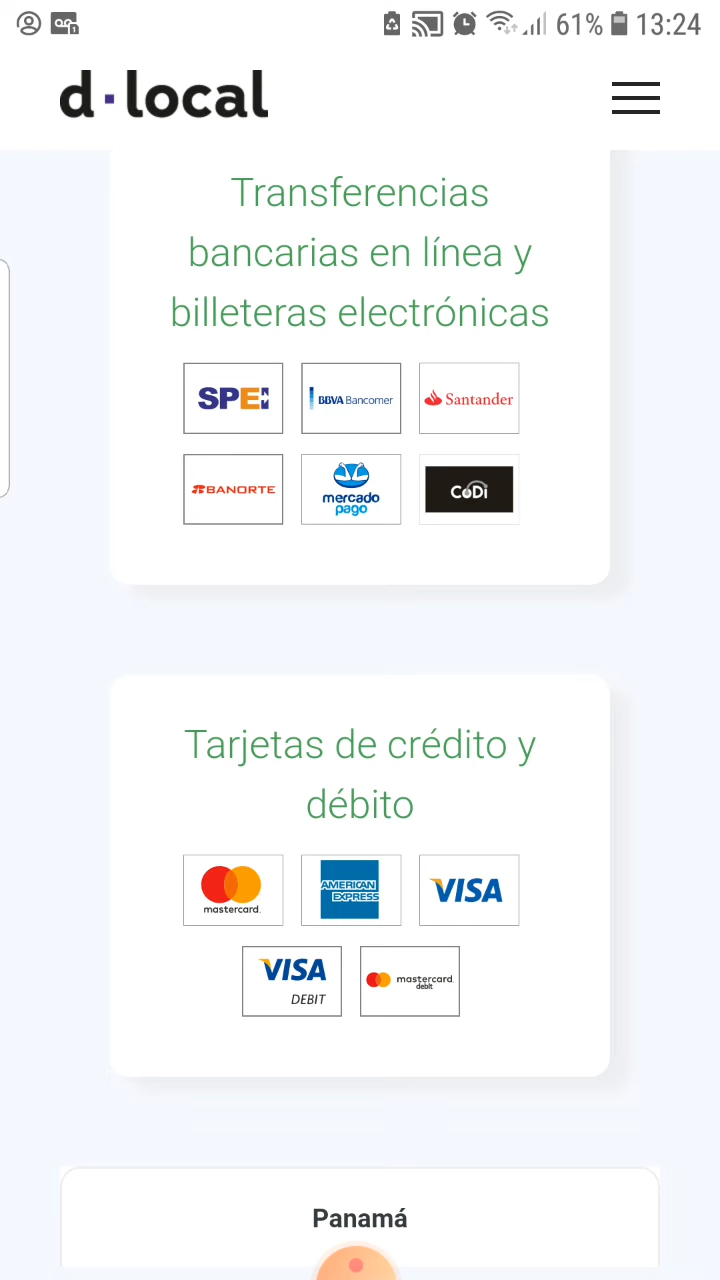 61% 13:24
d·local
Transferencias
bancarias en línea y
billeteras electrónicas
SPEI BBVA Bancomer Santander
BANORTE mercado pago CoDi
Tarjetas de crédito y
débito
mastercard. AMERICAN EXPRESS VISA
VISA DEBIT mastercard. debit
Panamá